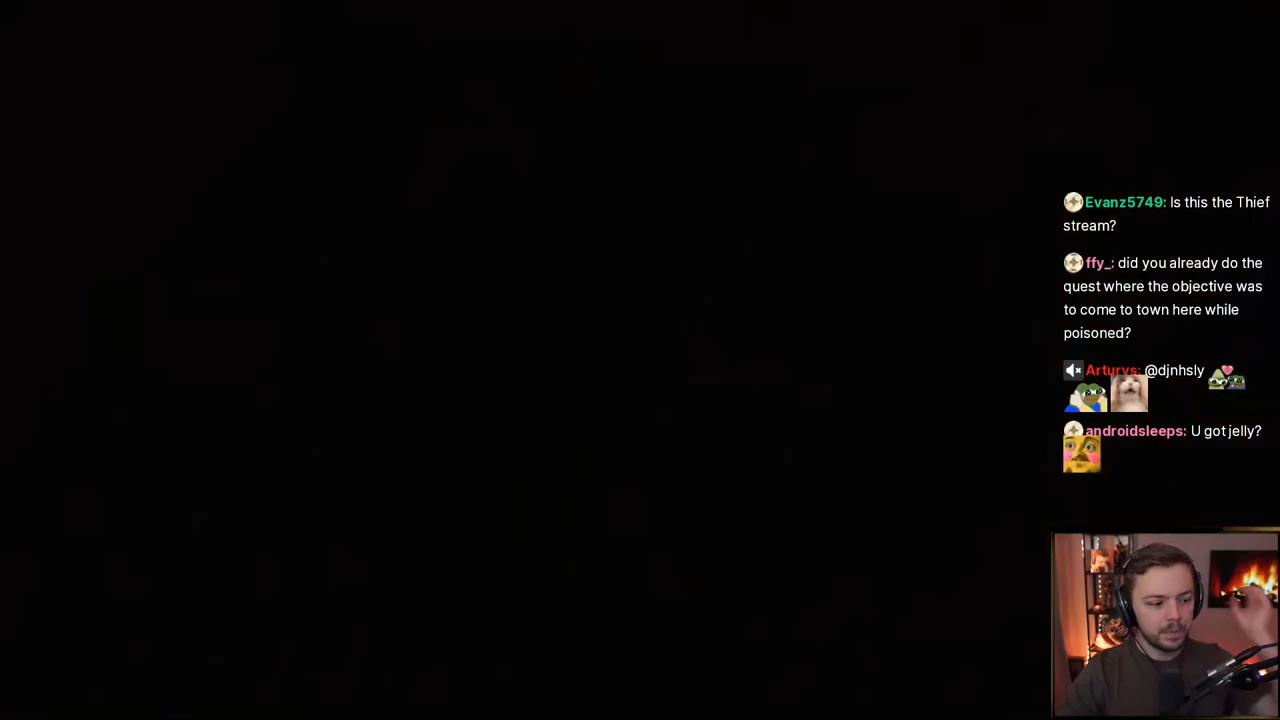 Evanz5749: Is this the Thief
stream?
ffy_: did you already do the
quest where the objective was
to come to town here while
poisoned?
Arturvs: @djnhsly
androidsleeps: U got jelly?